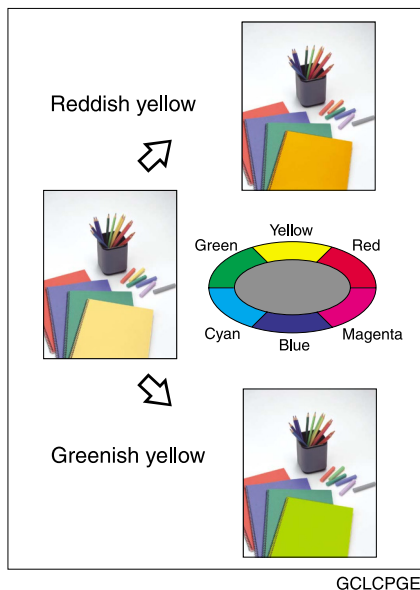 Reddish yellow
Yellow
Green
Red
Cyan
Magenta
Blue
Greenish yellow
GCLCPGE